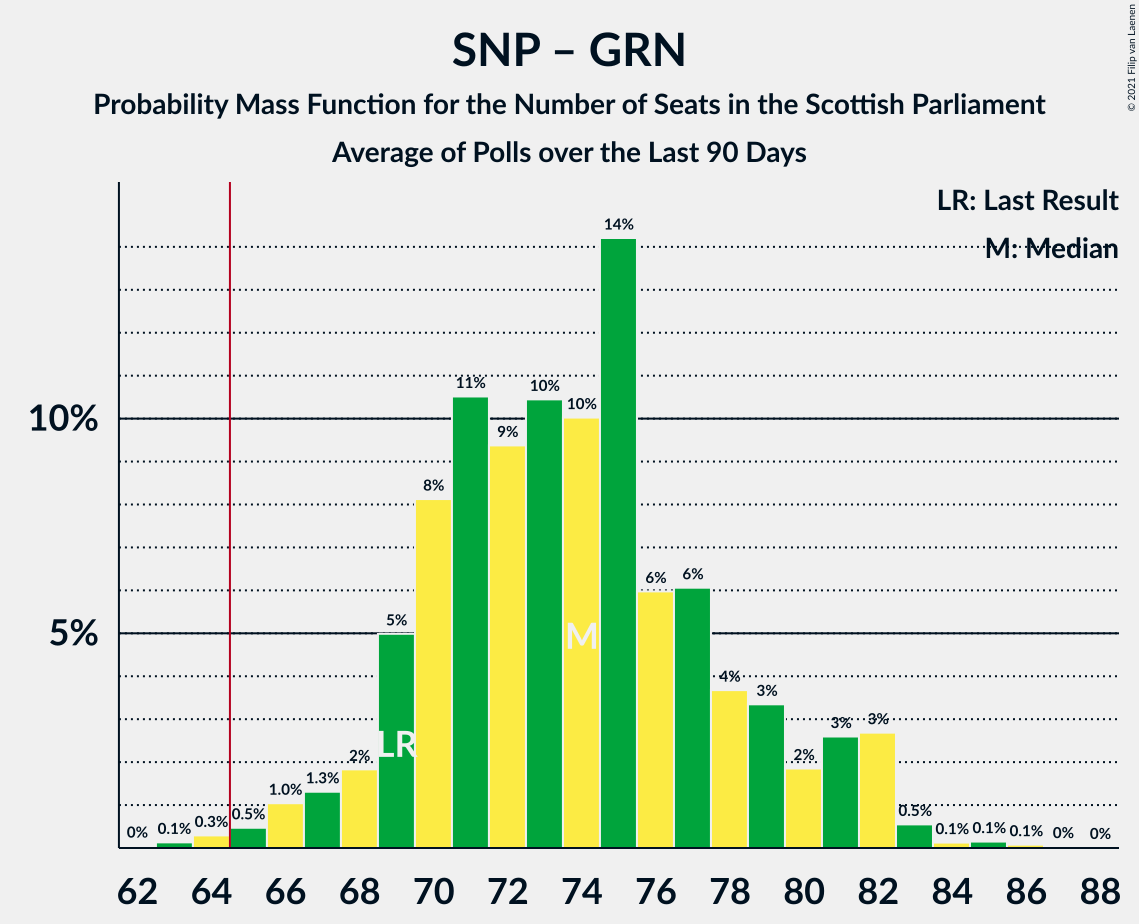 SNP – GRN
Probability Mass Function for the Number of Seats in the Scottish Parliament
Average of Polls over the Last 90 Days
© 2021 Filip van Laenen
LR: Last Result
M: Median
10%
5%
0% 0.1% 0.3% 0.5% 1.0% 1.3% 2% 5% 8% 11% 9% 10% 10% 14% 6% 6% 4% 3% 2% 3% 3% 0.5% 0.1% 0.1% 0.1% 0% 0%
LR
M
62 64 66 68 70 72 74 76 78 80 82 84 86 88